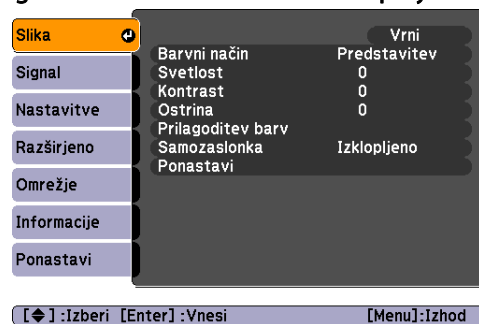 Slika
Signal
Nastavitve
Razširjeno
Omrežje
Informacije
Ponastavi
Vrni
Barvni način Predstavitev
Svetlost 0
Kontrast 0
Ostrina 0
Prilagoditev barv
Samozaslonka Izklopljeno
Ponastavi
[◆] :Izberi [Enter] :Vnesi [Menu]:Izhod